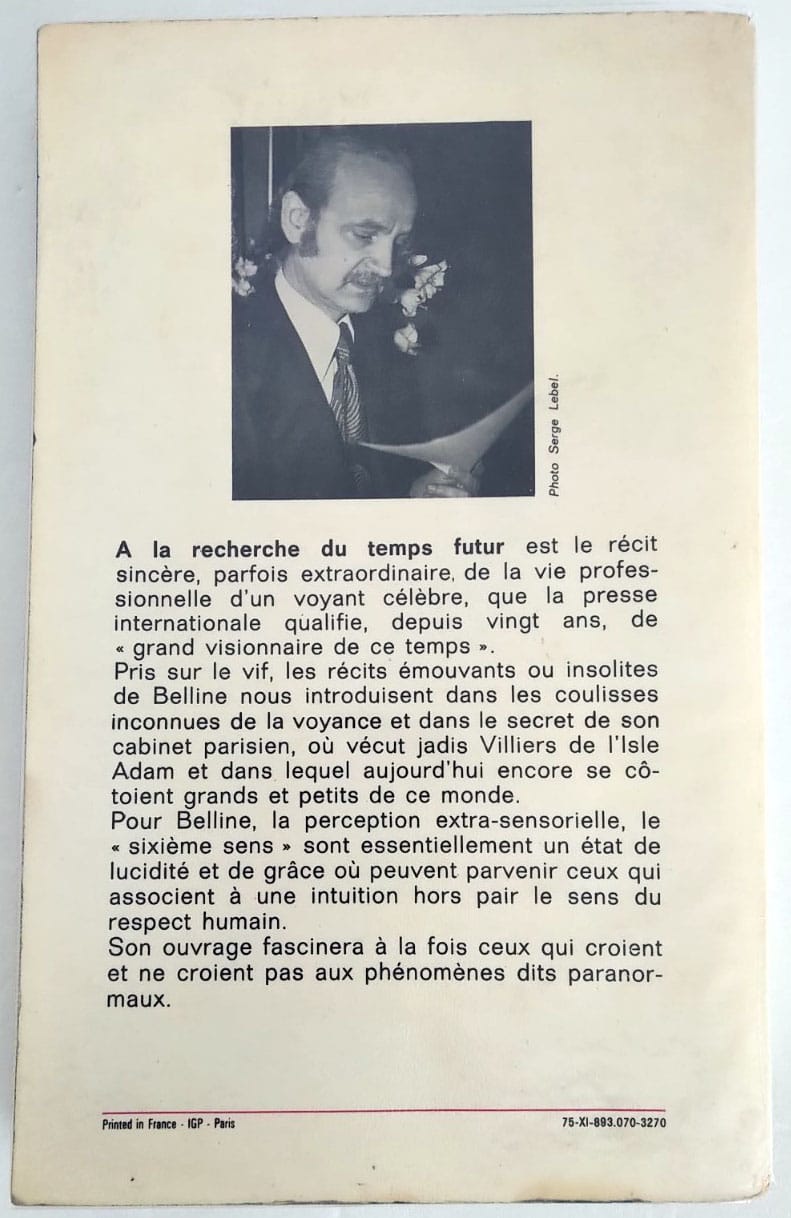 Photo Serge Lebel.
A la recherche du temps futur est le récit
sincère, parfois extraordinaire, de la vie profes-
sionnelle d'un voyant célèbre, que la presse
internationale qualifie, depuis vingt ans, de
« grand visionnaire de ce temps ».
Pris sur le vif, les récits émouvants ou insolites
de Belline nous introduisent dans les coulisses
inconnues de la voyance et dans le secret de son
cabinet parisien, où vécut jadis Villiers de l'Isle
Adam et dans lequel aujourd'hui encore se cô-
toient grands et petits de ce monde.
Pour Belline, la perception extra-sensorielle, le
« sixième sens » sont essentiellement un état de
lucidité et de grâce où peuvent parvenir ceux qui
associent à une intuition hors pair le sens du
respect humain.
Son ouvrage fascinera à la fois ceux qui croient
et ne croient pas aux phénomènes dits paranor-
maux.
Printed in France - IGP - Paris
75-XI-893.070-3270